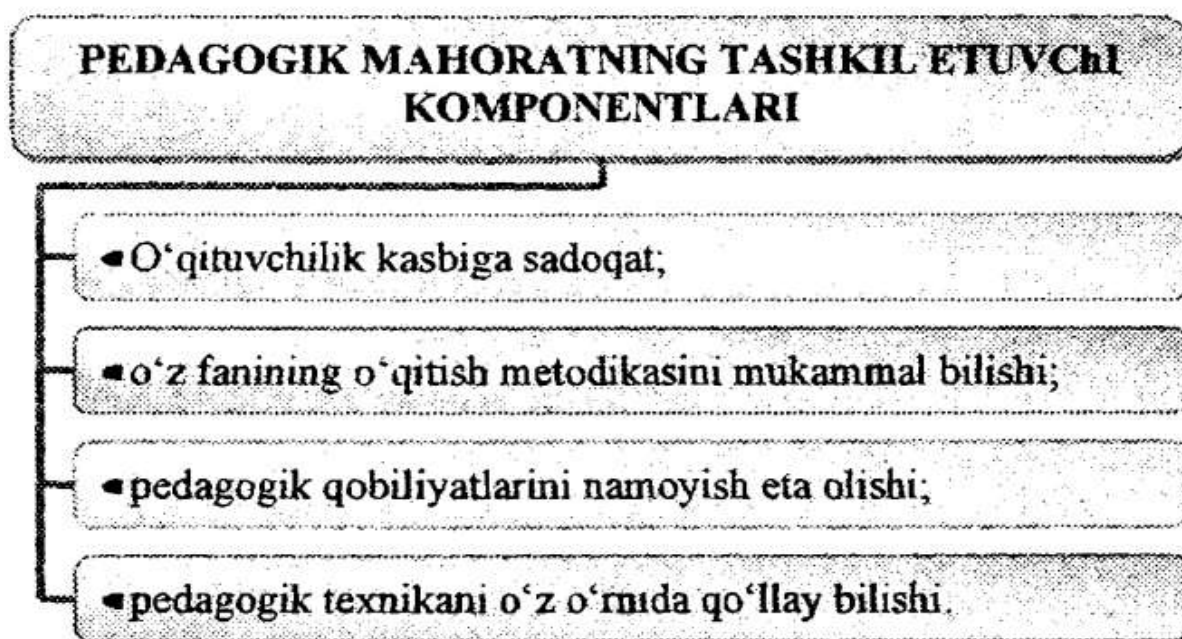 PEDAGOGIK MAHORATNING TASHKIL ETUVChI
KOMPONENTLARI
O‘qituvchilik kasbiga sadoqat;
o‘z fanining o‘qitish metodikasini mukammal bilishi;
pedagogik qobiliyatlarini namoyish eta olishi;
pedagogik texnikani o‘z o‘rnida qo‘llay bilishi.